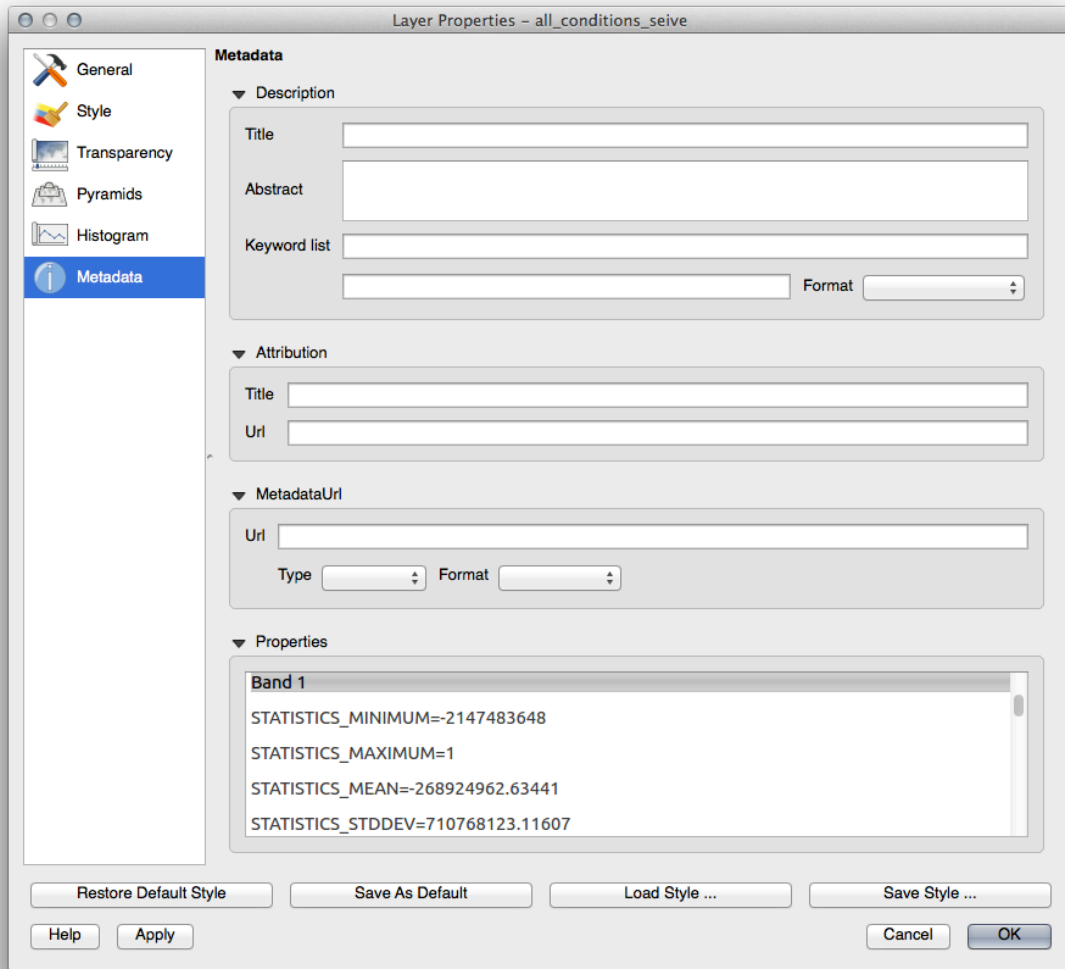 Layer Properties – all_conditions_seive
General
Style
Transparency
Pyramids
Histogram
Metadata
Metadata
Description
Title
Abstract
Keyword list
Format
Attribution
Title
Url
MetadataUrl
Url
Type Format
Properties
Band 1
STATISTICS_MINIMUM=-2147483648
STATISTICS_MAXIMUM=1
STATISTICS_MEAN=-268924962.63441
STATISTICS_STDDEV=710768123.11607
Restore Default Style Save As Default Load Style ... Save Style ...
Help Apply Cancel OK